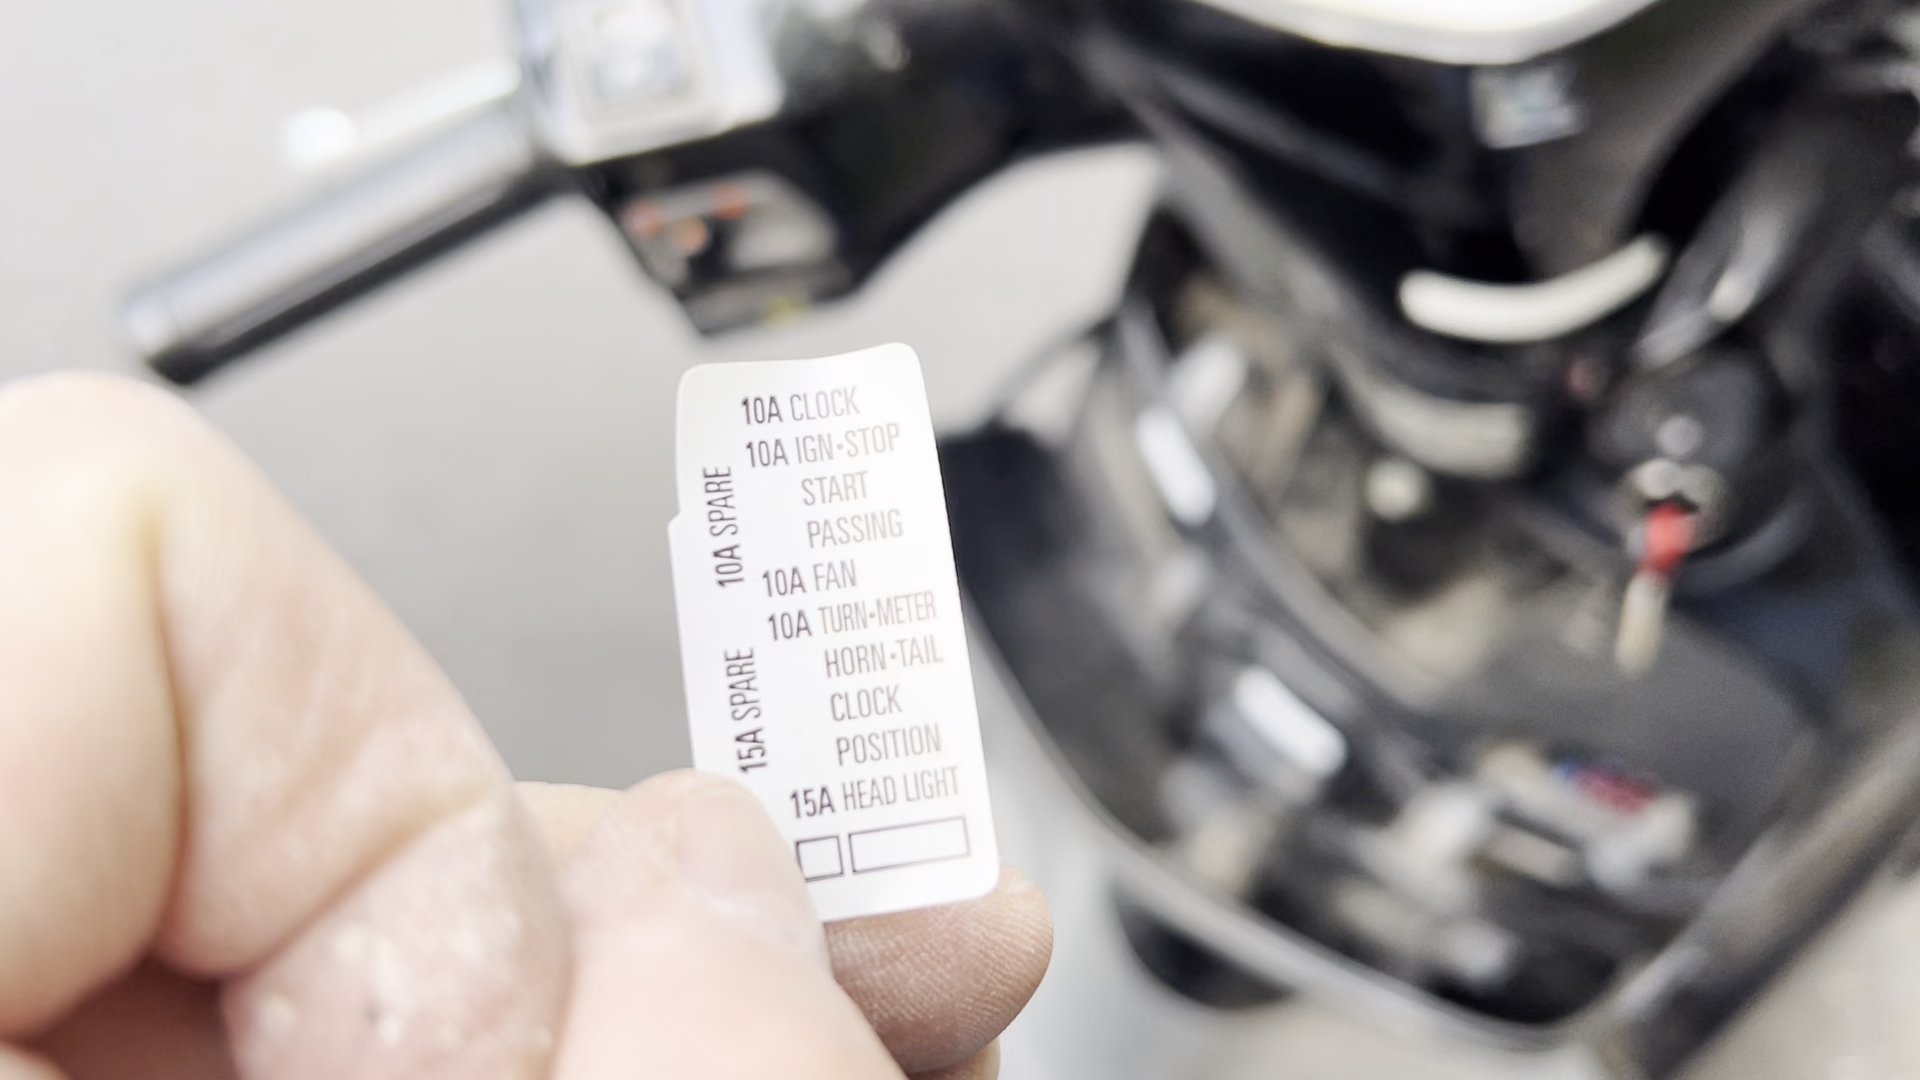 10A CLOCK
10A IGN•STOP
START
PASSING
10A FAN
10A TURN•METER
HORN•TAIL
CLOCK
POSITION
15A HEAD LIGHT
10A SPARE
15A SPARE